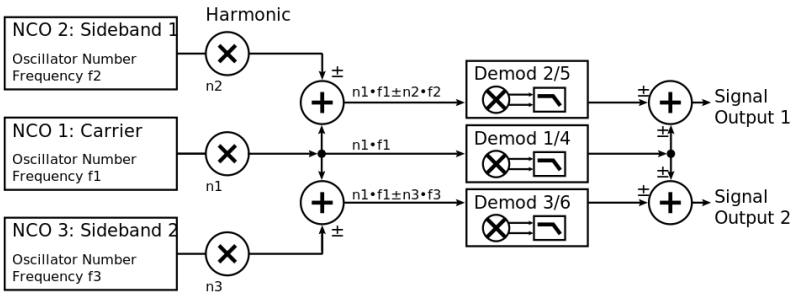 Harmonic
NCO 2: Sideband 1
Oscillator Number
Frequency f2
n2
±
n1•f1±n2•f2
Demod 2/5
±
Signal
Output 1
±
NCO 1: Carrier
Oscillator Number
Frequency f1
n1
n1•f1
Demod 1/4
±
n1•f1±n3•f3
Demod 3/6
±
Signal
Output 2
±
NCO 3: Sideband 2
Oscillator Number
Frequency f3
n3